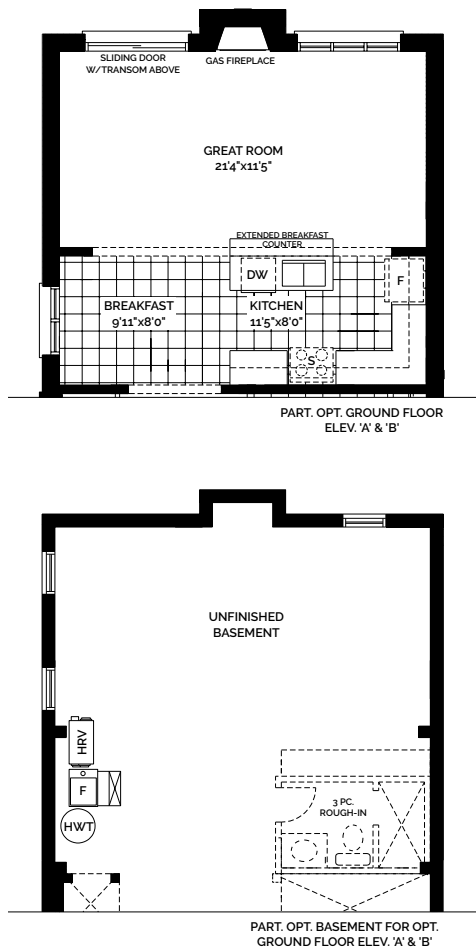 SLIDING DOOR
W/TRANSOM ABOVE
GAS FIREPLACE
GREAT ROOM
21'4"x11'5"
EXTENDED BREAKFAST
COUNTER
DW
F
BREAKFAST
9'11"x8'0"
KITCHEN
11'5"x8'0"
S
PART. OPT. GROUND FLOOR
ELEV. 'A' & 'B'
UNFINISHED
BASEMENT
HRV
F
HWT
3 PC.
ROUGH-IN
PART. OPT. BASEMENT FOR OPT.
GROUND FLOOR ELEV. 'A' & 'B'